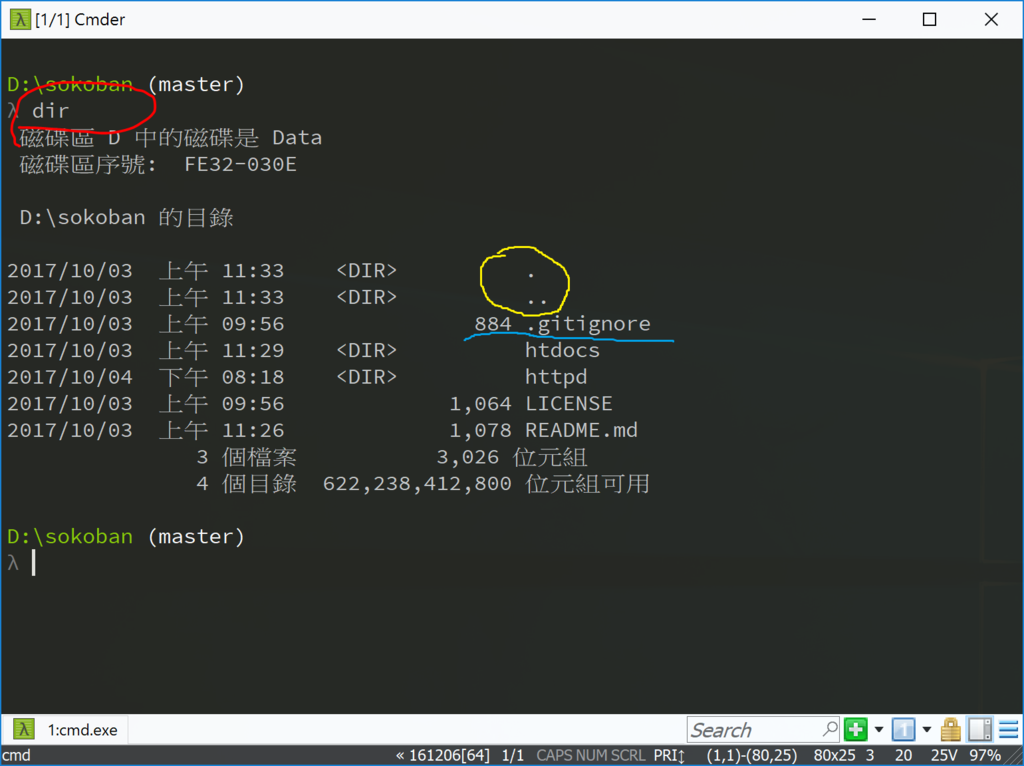 [1/1] Cmder
D:\sokoban (master)
λ dir
磁碟區 D 中的磁碟是 Data
磁碟區序號:  FE32-030E
D:\sokoban 的目錄
2017/10/03  上午 11:33    <DIR>          .
2017/10/03  上午 11:33    <DIR>          ..
2017/10/03  上午 09:56               884 .gitignore
2017/10/03  上午 11:29    <DIR>          htdocs
2017/10/04  下午 08:18    <DIR>          httpd
2017/10/03  上午 09:56             1,064 LICENSE
2017/10/03  上午 11:26             1,078 README.md
3 個檔案           3,026 位元組
4 個目錄  622,238,412,800 位元組可用
D:\sokoban (master)
λ
λ 1:cmd.exe Search 1
cmd « 161206[64] 1/1 CAPS NUM SCRL PRI↕ (1,1)-(80,25) 80x25 3 20 25V 97%